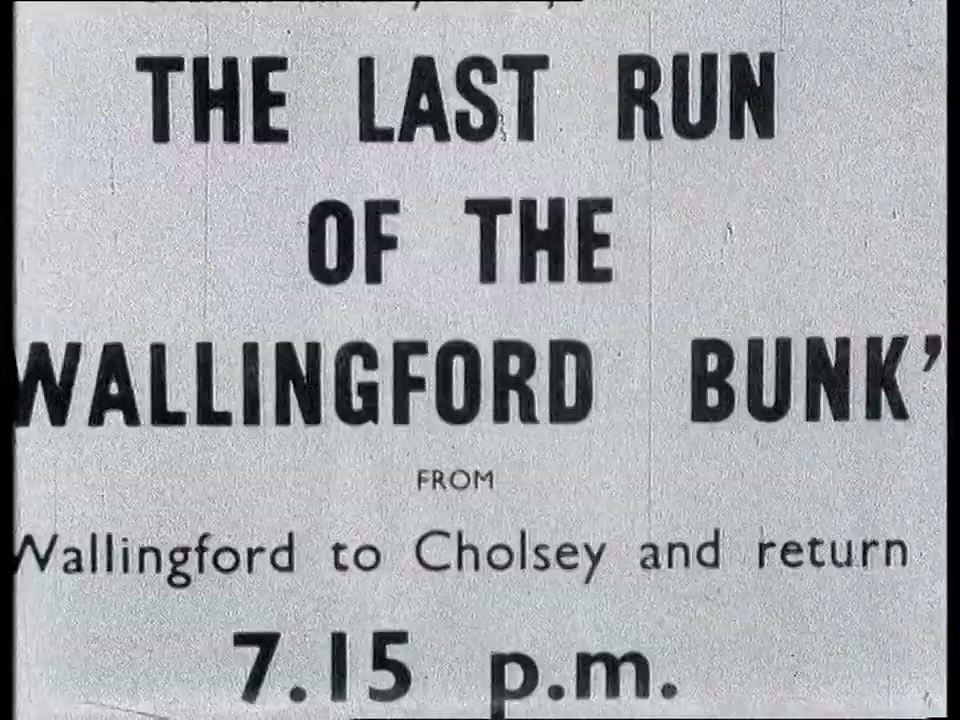 THE LAST RUN
OF THE
WALLINGFORD BUNK'
FROM
Wallingford to Cholsey and return
7.15 p.m.